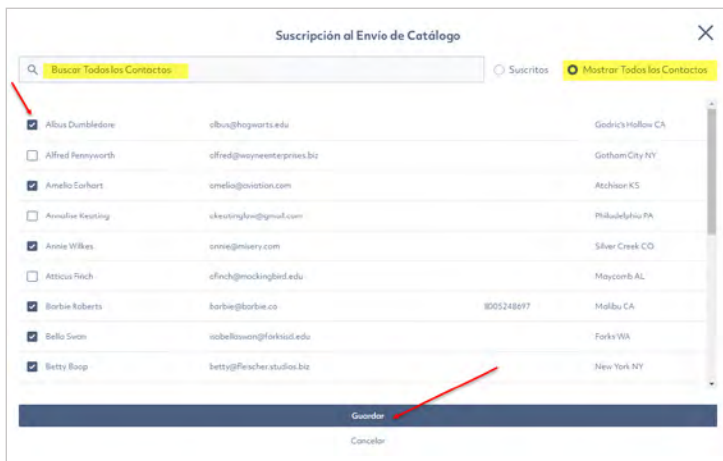 Suscripción al Envío de Catálogo
Buscar Todos los Contactos
Suscritos
Mostrar Todos los Contactos
Albus Dumbledore albus@hogwarts.edu Godric's Hollow CA
Alfred Pennyworth alfred@wayneenterprises.biz Gotham City NY
Amelia Earhart amelia@aviation.com Atchison KS
Annalise Keating akeatinglaw@gmail.com Philadelphia PA
Annie Wilkes annie@misery.com Silver Creek CO
Atticus Finch afinch@mockingbird.edu Maycomb AL
Barbie Roberts barbie@barbie.co 8005248697 Malibu CA
Bella Swan isabellaswan@forksisd.edu Forks WA
Betty Boop betty@fleischer.studios.biz New York NY
Guardar
Cancelar